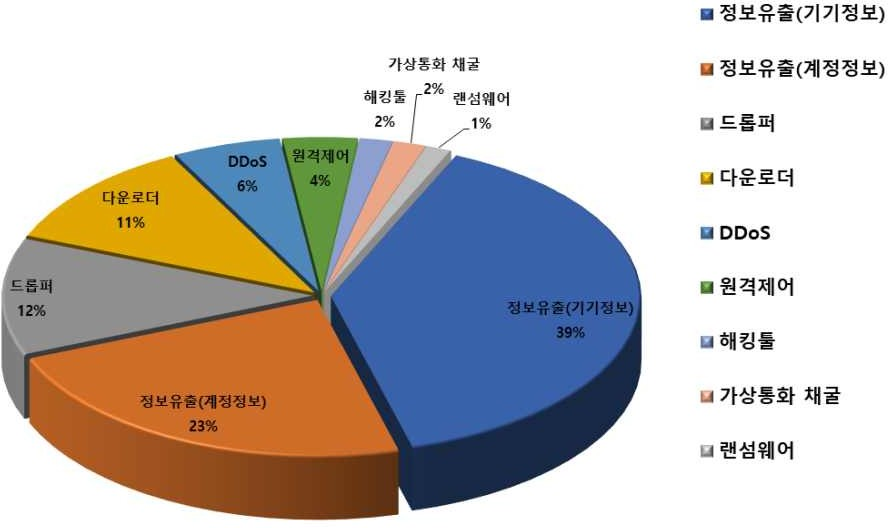 가상통화 채굴
2%
해킹툴
2%
랜섬웨어
1%
원격제어
4%
DDoS
6%
다운로더
11%
드롭퍼
12%
정보유출(기기정보)
39%
정보유출(계정정보)
23%
정보유출(기기정보)
정보유출(계정정보)
드롭퍼
다운로더
DDoS
원격제어
해킹툴
가상통화 채굴
랜섬웨어